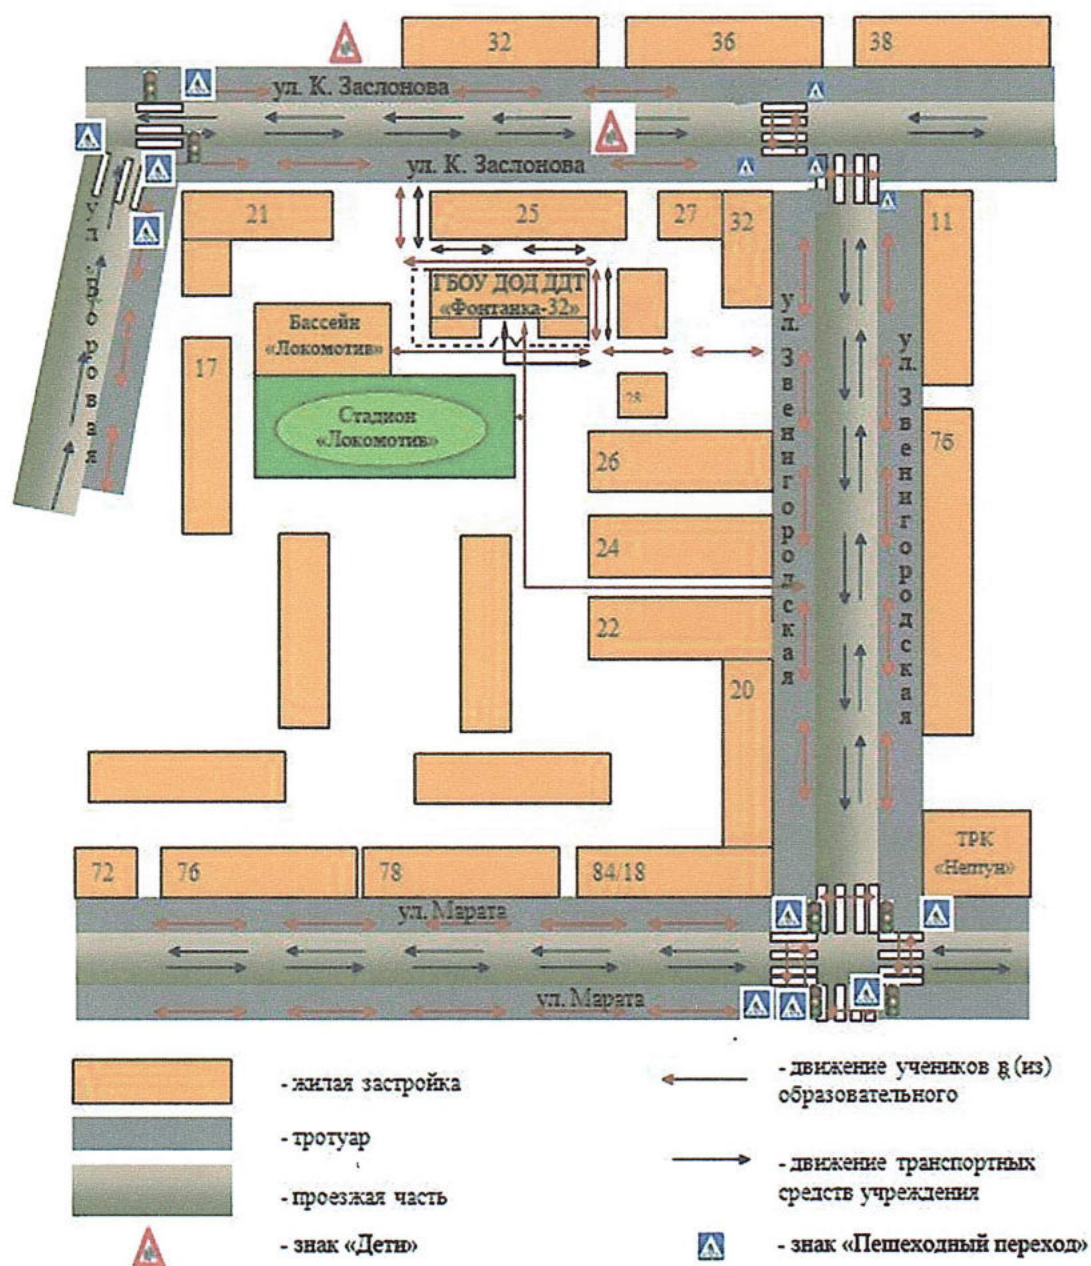 32
36
38
ул. К. Заслонова
ул. К. Заслонова
21
25
27
32
11
ГБОУ ДОД ДДТ
«Фонтанка-32»
Бассейн
«Локомотив»
17
Стадион
«Локомотив»
28
26
24
22
20
76
ул. Боровая
ул. Звенигородская
ул. Звенигородская
ТРК
«Нептун»
72
76
78
84/18
ул. Марата
ул. Марата
- жилая застройка
- тротуар
- проезжая часть
- знак «Дети»
- движение учеников в (из)
образовательного
- движение транспортных
средств учреждения
- знак «Пешеходный переход»